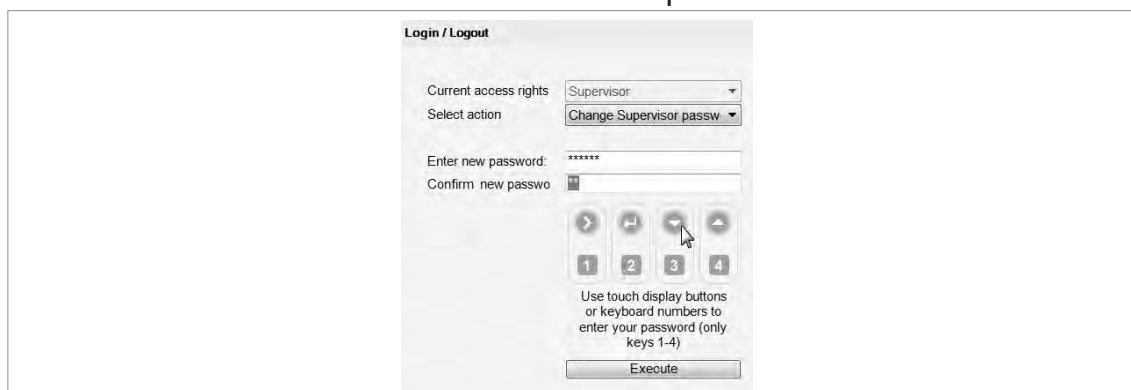 Login / Logout
Current access rights Supervisor
Select action Change Supervisor passw
Enter new password: ******
Confirm new passwo **
1 2 3 4
Use touch display buttons
or keyboard numbers to
enter your password (only
keys 1-4)
Execute